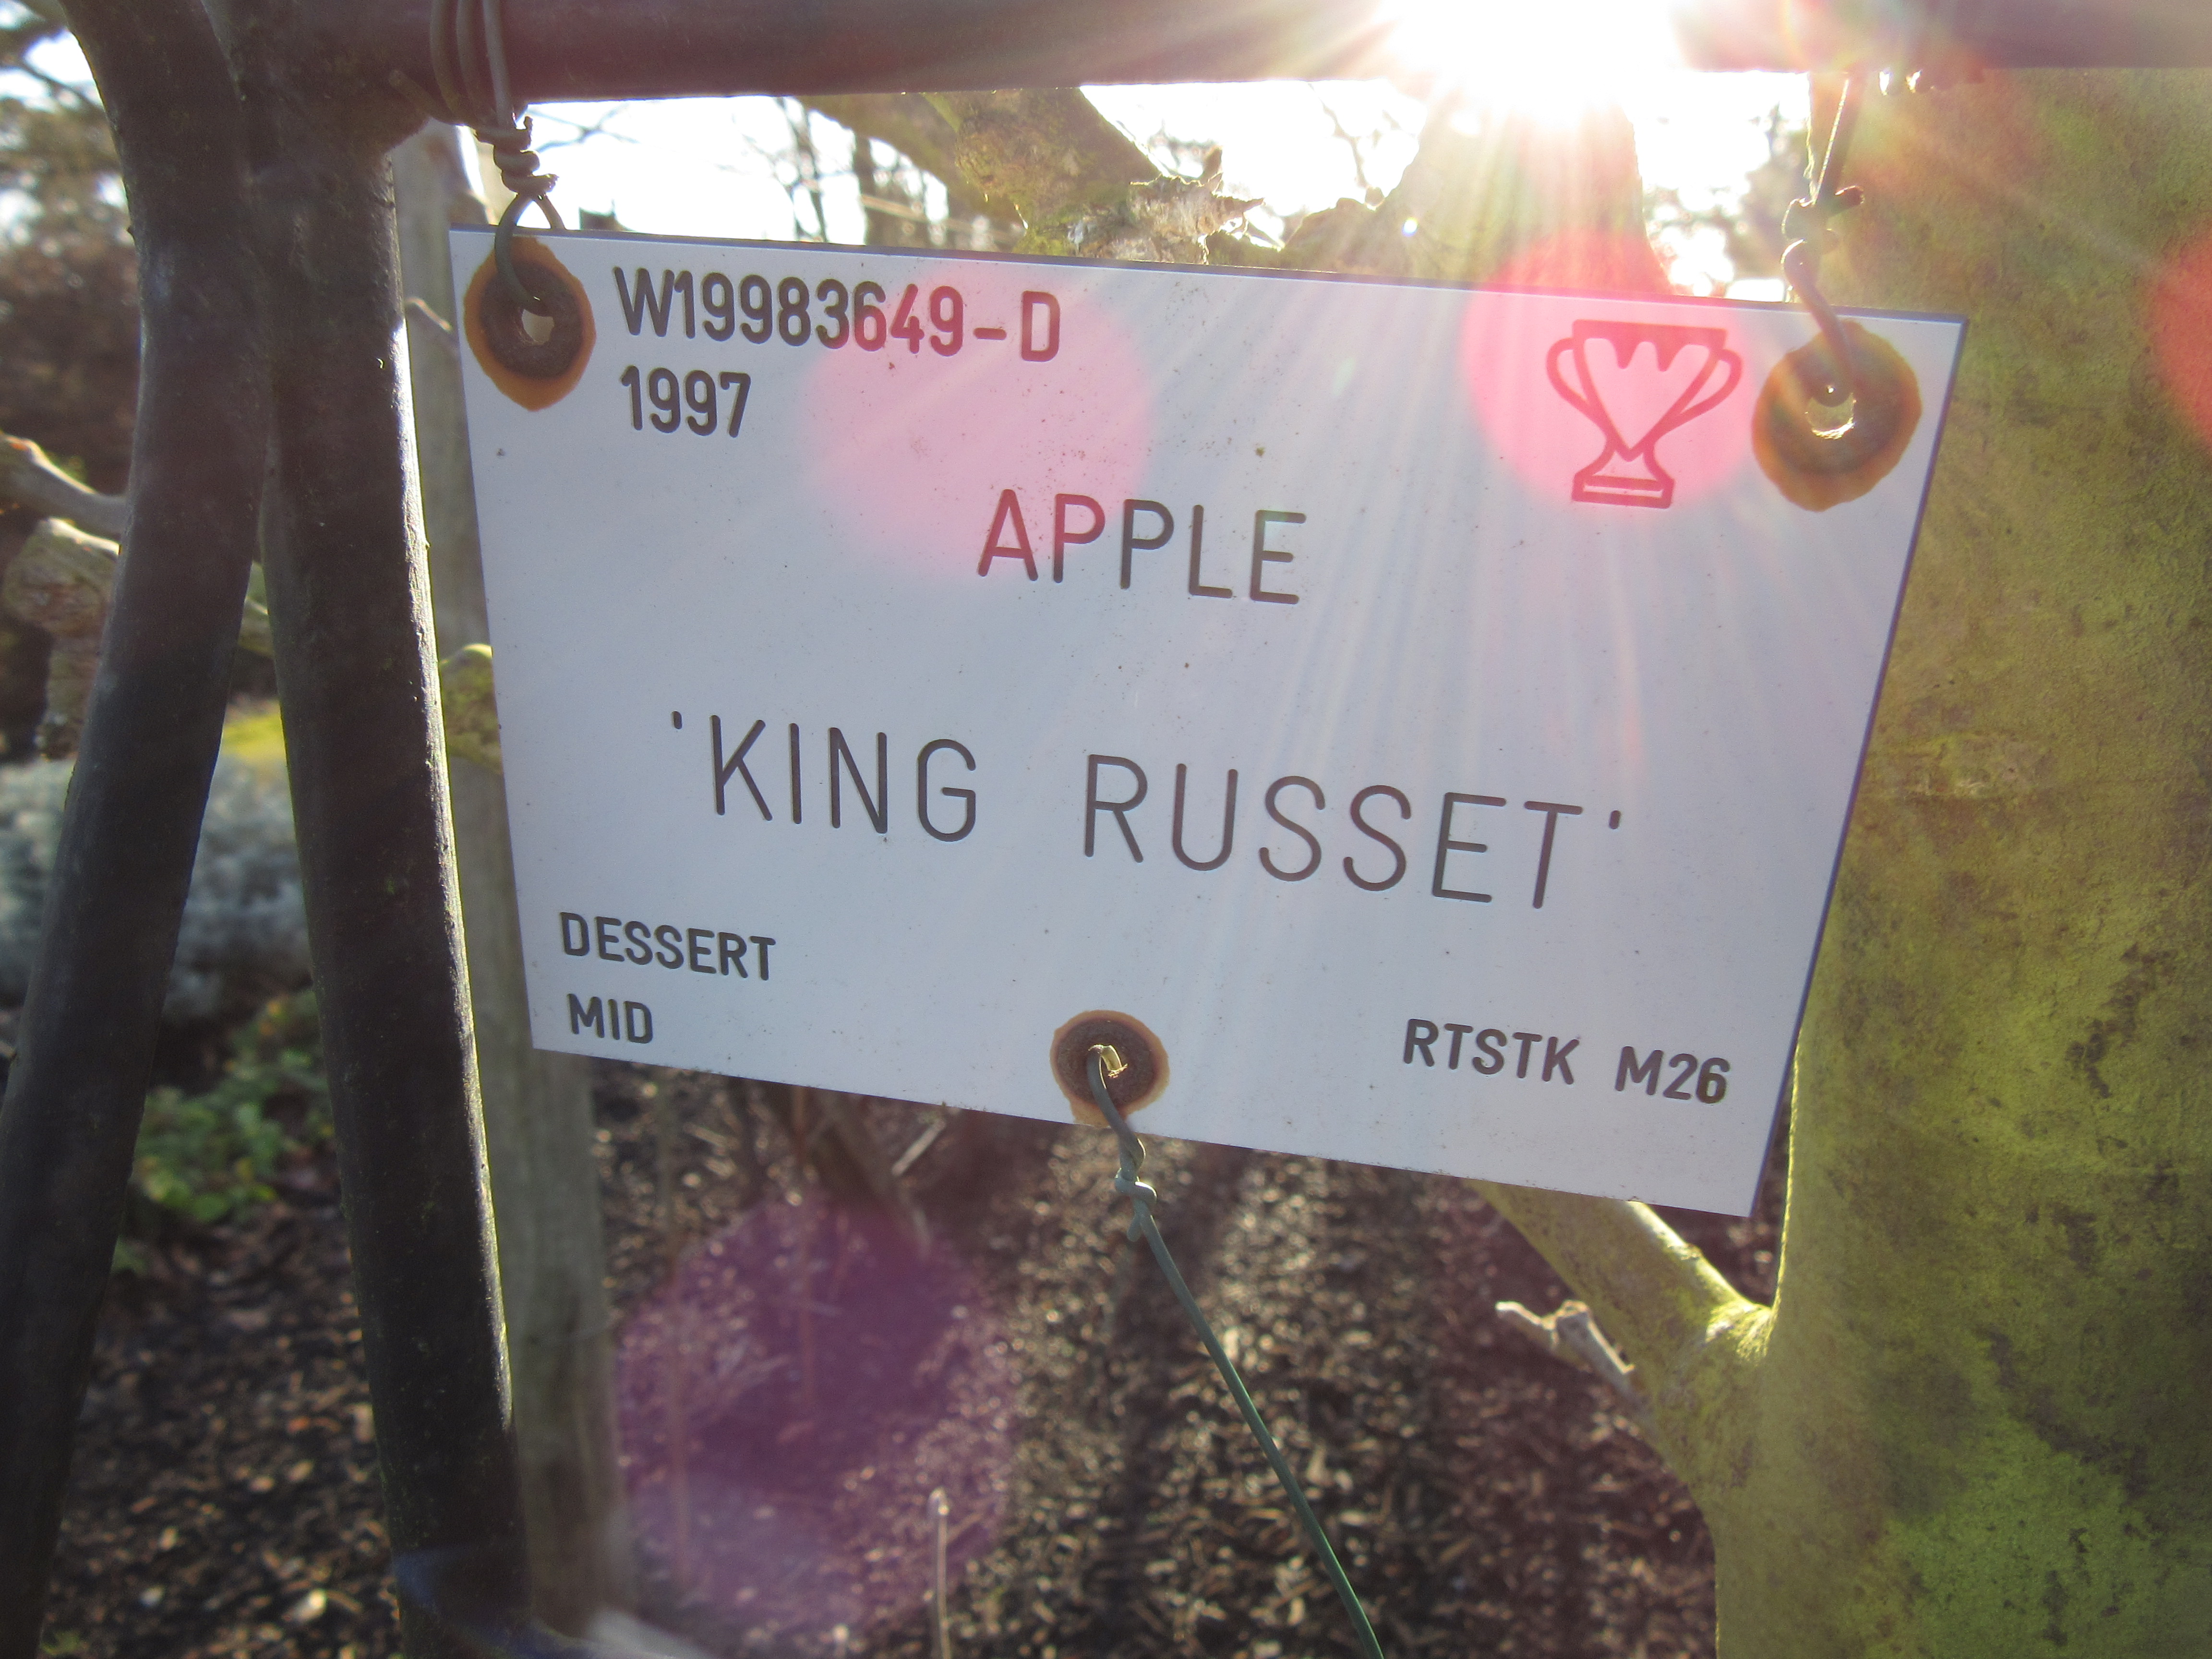 W19983649-D
1997
APPLE
'KING RUSSET'
DESSERT
MID
RTSTK M26